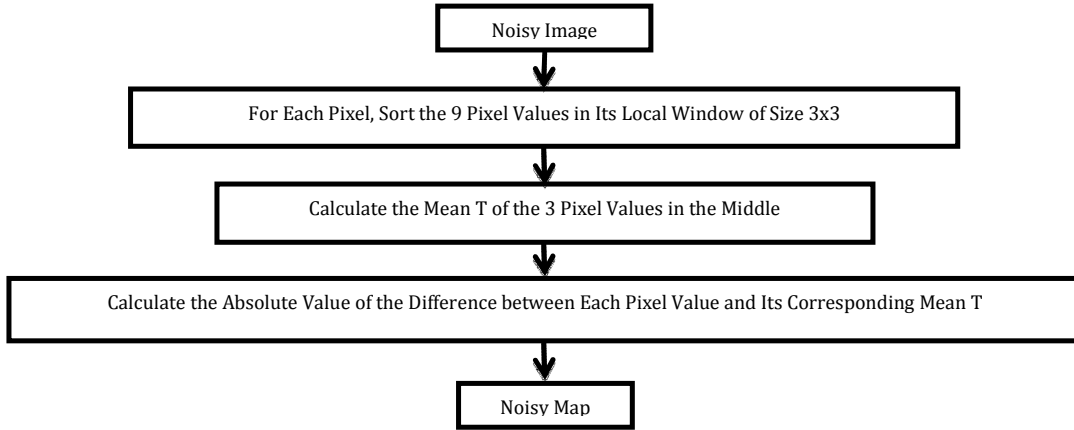 Noisy Image
For Each Pixel, Sort the 9 Pixel Values in Its Local Window of Size 3x3
Calculate the Mean T of the 3 Pixel Values in the Middle
Calculate the Absolute Value of the Difference between Each Pixel Value and Its Corresponding Mean T
Noisy Map